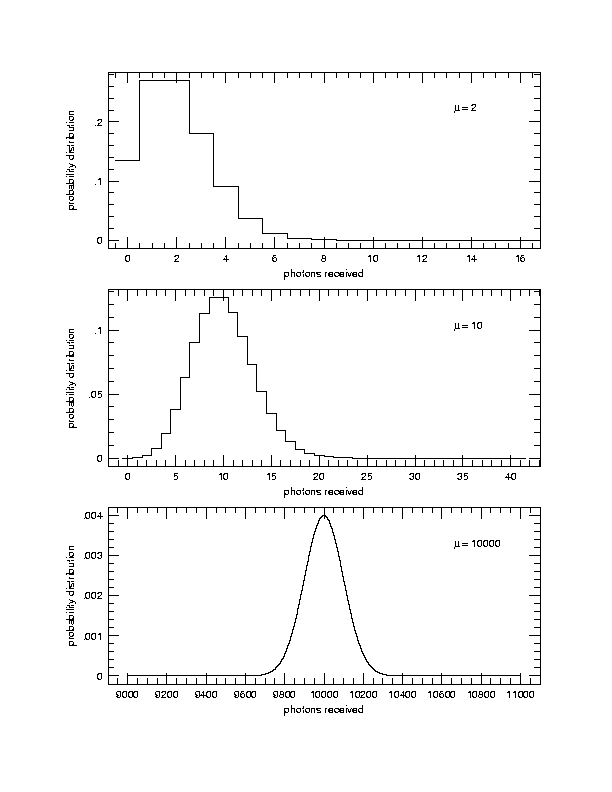 μ = 2
probability distribution
.2
.1
0
0 2 4 6 8 10 12 14 16
photons received
μ = 10
probability distribution
.1
.05
0
0 5 10 15 20 25 30 35 40
photons received
μ = 10000
probability distribution
.004
.003
.002
.001
0
9000 9200 9400 9600 9800 10000 10200 10400 10600 10800 11000
photons received